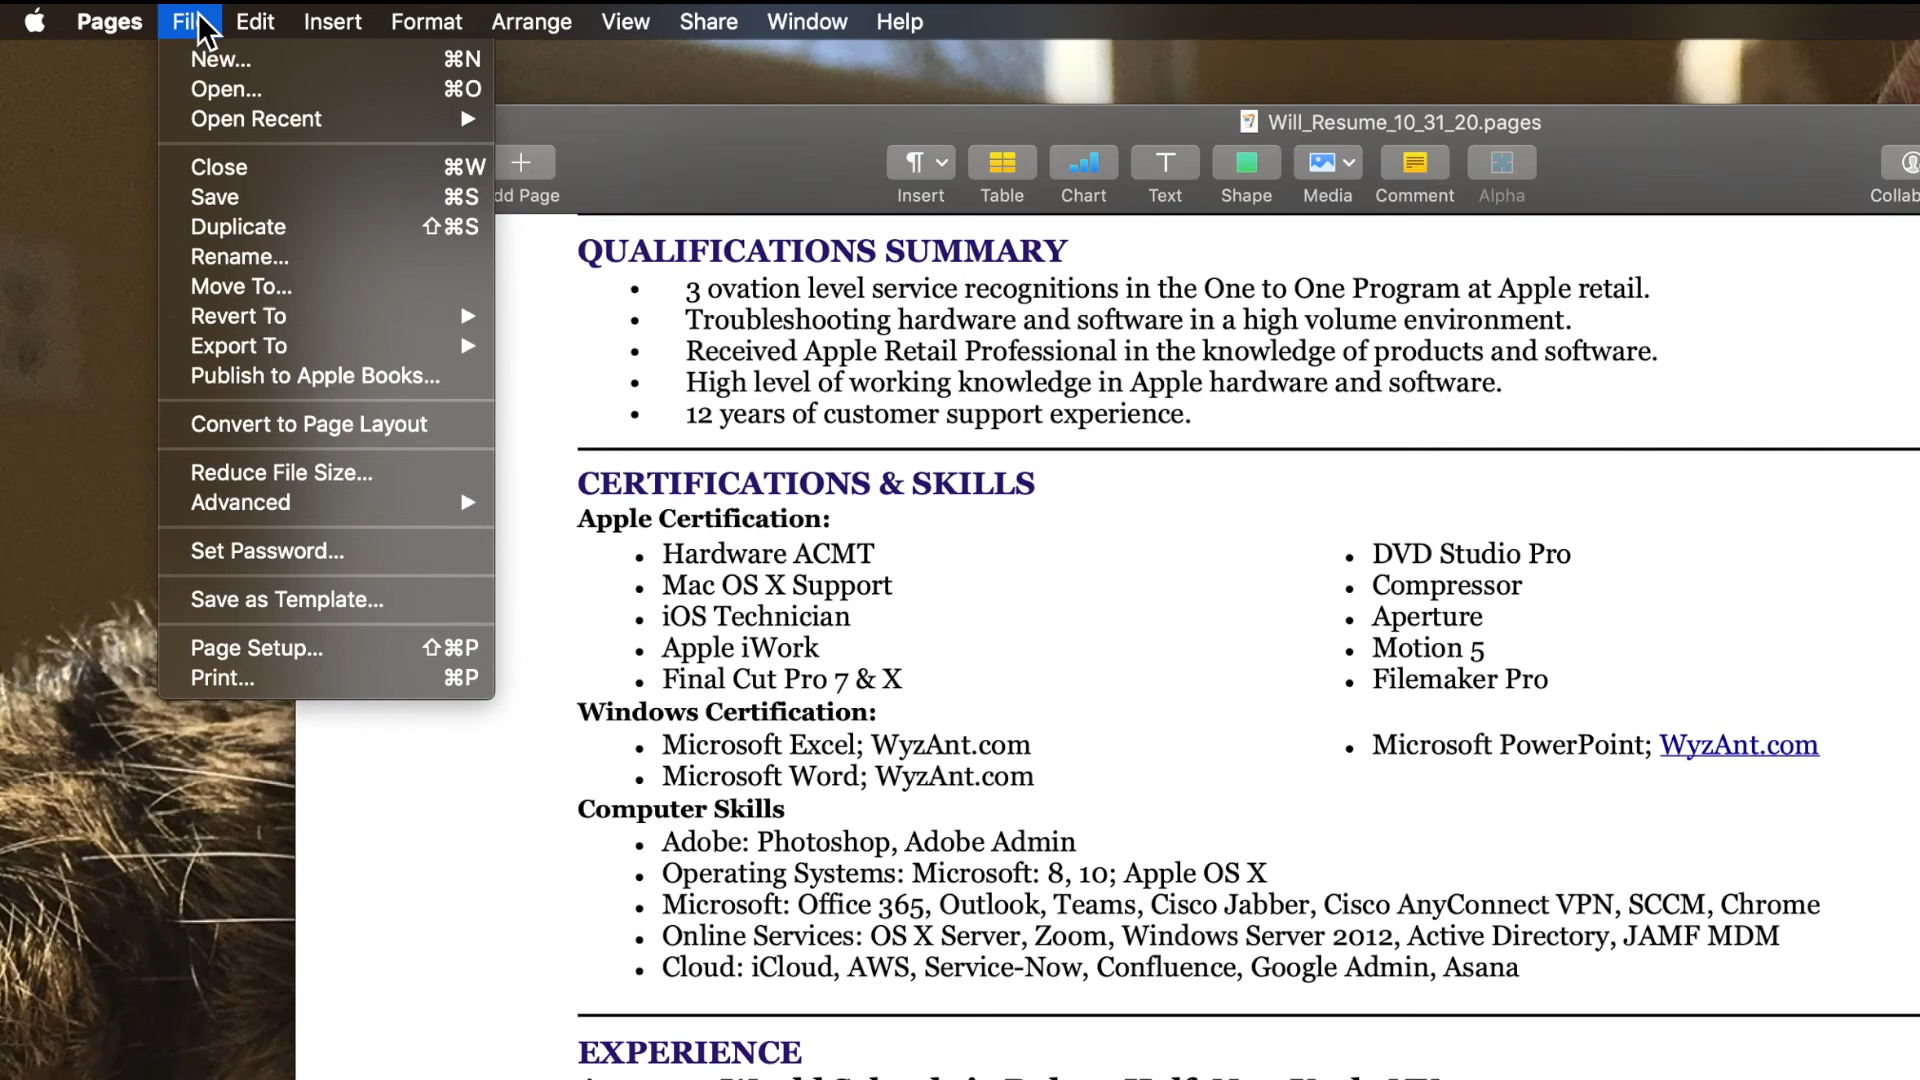 Pages File Edit Insert Format Arrange View Share Window Help
New... ⌘N
Open... ⌘O
Open Recent
Close ⌘W
Save ⌘S
Duplicate ⇧⌘S
Rename...
Move To...
Revert To
Export To
Publish to Apple Books...
Convert to Page Layout
Reduce File Size...
Advanced
Set Password...
Save as Template...
Page Setup... ⇧⌘P
Print... ⌘P
Will_Resume_10_31_20.pages
dd Page Insert Table Chart Text Shape Media Comment Alpha Collab
QUALIFICATIONS SUMMARY
• 3 ovation level service recognitions in the One to One Program at Apple retail.
• Troubleshooting hardware and software in a high volume environment.
• Received Apple Retail Professional in the knowledge of products and software.
• High level of working knowledge in Apple hardware and software.
• 12 years of customer support experience.
CERTIFICATIONS & SKILLS
Apple Certification:
• Hardware ACMT
• Mac OS X Support
• iOS Technician
• Apple iWork
• Final Cut Pro 7 & X
• DVD Studio Pro
• Compressor
• Aperture
• Motion 5
• Filemaker Pro
Windows Certification:
• Microsoft Excel; WyzAnt.com
• Microsoft Word; WyzAnt.com
• Microsoft PowerPoint; WyzAnt.com
Computer Skills
• Adobe: Photoshop, Adobe Admin
• Operating Systems: Microsoft: 8, 10; Apple OS X
• Microsoft: Office 365, Outlook, Teams, Cisco Jabber, Cisco AnyConnect VPN, SCCM, Chrome
• Online Services: OS X Server, Zoom, Windows Server 2012, Active Directory, JAMF MDM
• Cloud: iCloud, AWS, Service-Now, Confluence, Google Admin, Asana
EXPERIENCE